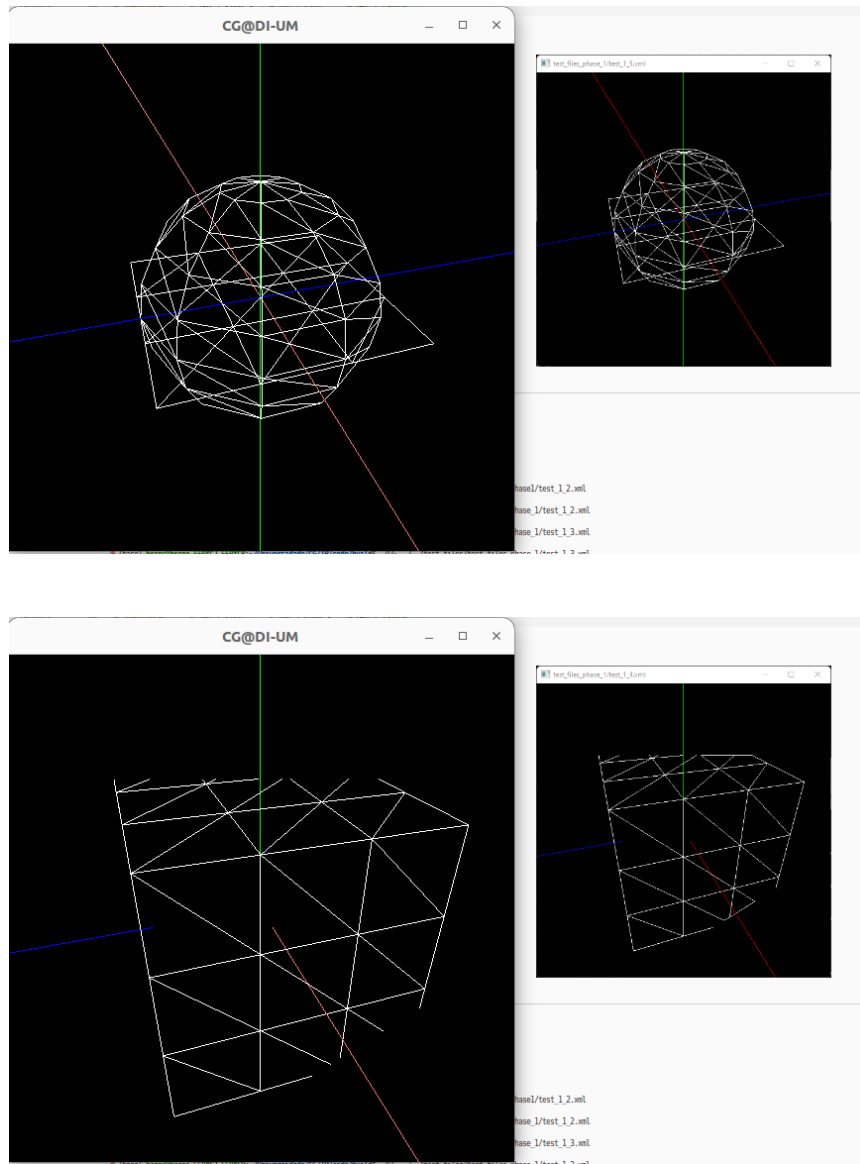 CG@DI-UM
test_files_phase_1/test_1_5.xml
hase1/test_1_2.xml
hase_1/test_1_2.xml
hase_1/test_1_3.xml
CG@DI-UM
test_files_phase_1/test_1_4.xml
hase1/test_1_2.xml
hase_1/test_1_2.xml
hase_1/test_1_3.xml